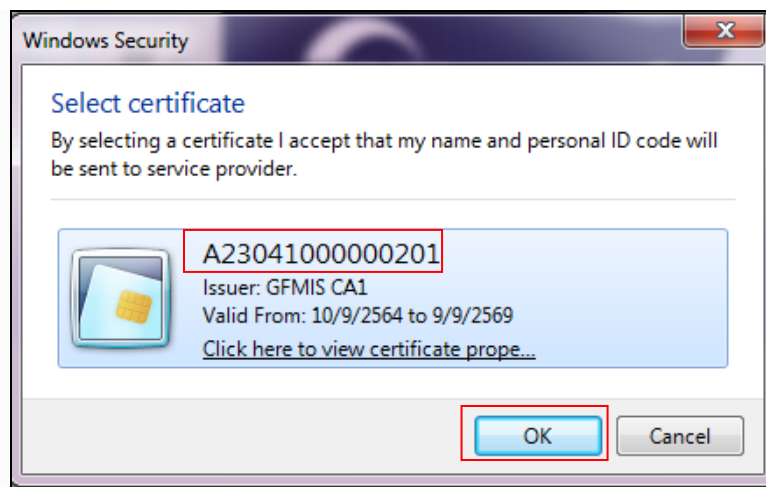 Windows Security
Select certificate
By selecting a certificate I accept that my name and personal ID code will
be sent to service provider.
A23041000000201
Issuer: GFMIS CA1
Valid From: 10/9/2564 to 9/9/2569
Click here to view certificate prope...
OK
Cancel